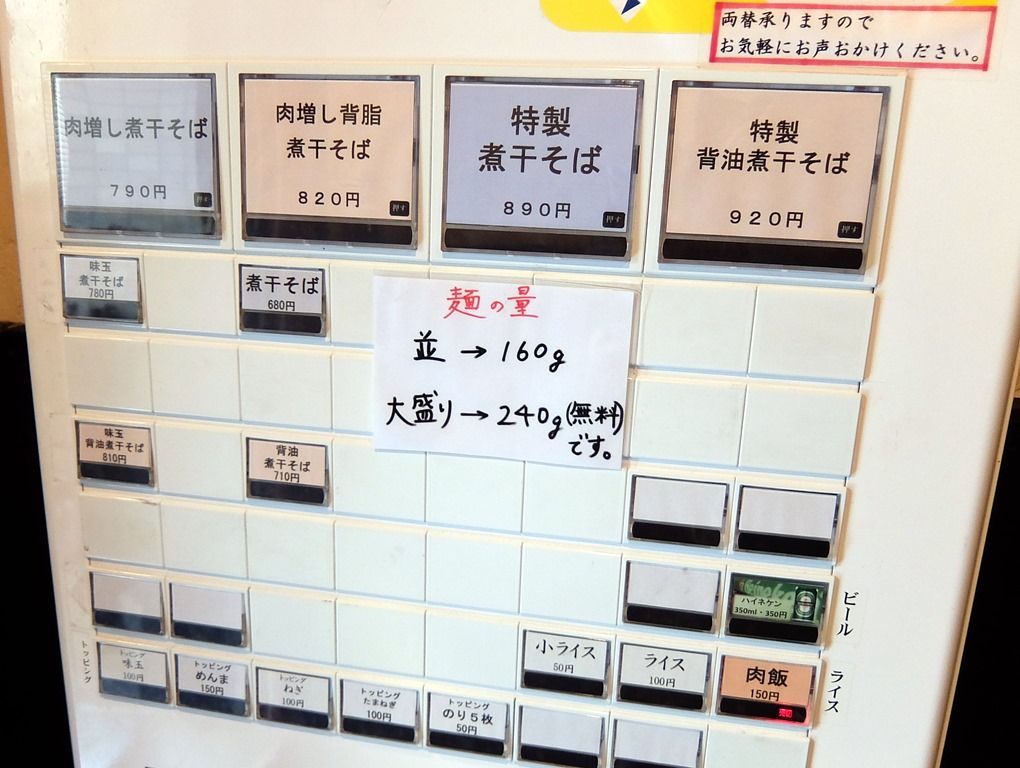 両替承りますので
お気軽にお声おかけください。
肉増し煮干そば
790円
押す
肉増し背脂
煮干そば
820円
押す
特製
煮干そば
890円
押す
特製
背油煮干そば
920円
押す
味玉
煮干そば
780円
煮干そば
680円
麺の量
並→160g
大盛り→240g(無料)
です。
味玉
背油煮干そば
810円
背油
煮干そば
710円
ハイネケン
350ml・350円
ビール
トッピング
トッピング
味玉
100円
トッピング
めんま
150円
トッピング
ねぎ
100円
トッピング
たまねぎ
100円
トッピング
のり5枚
50円
小ライス
50円
ライス
100円
肉飯
150円
売切
ライス